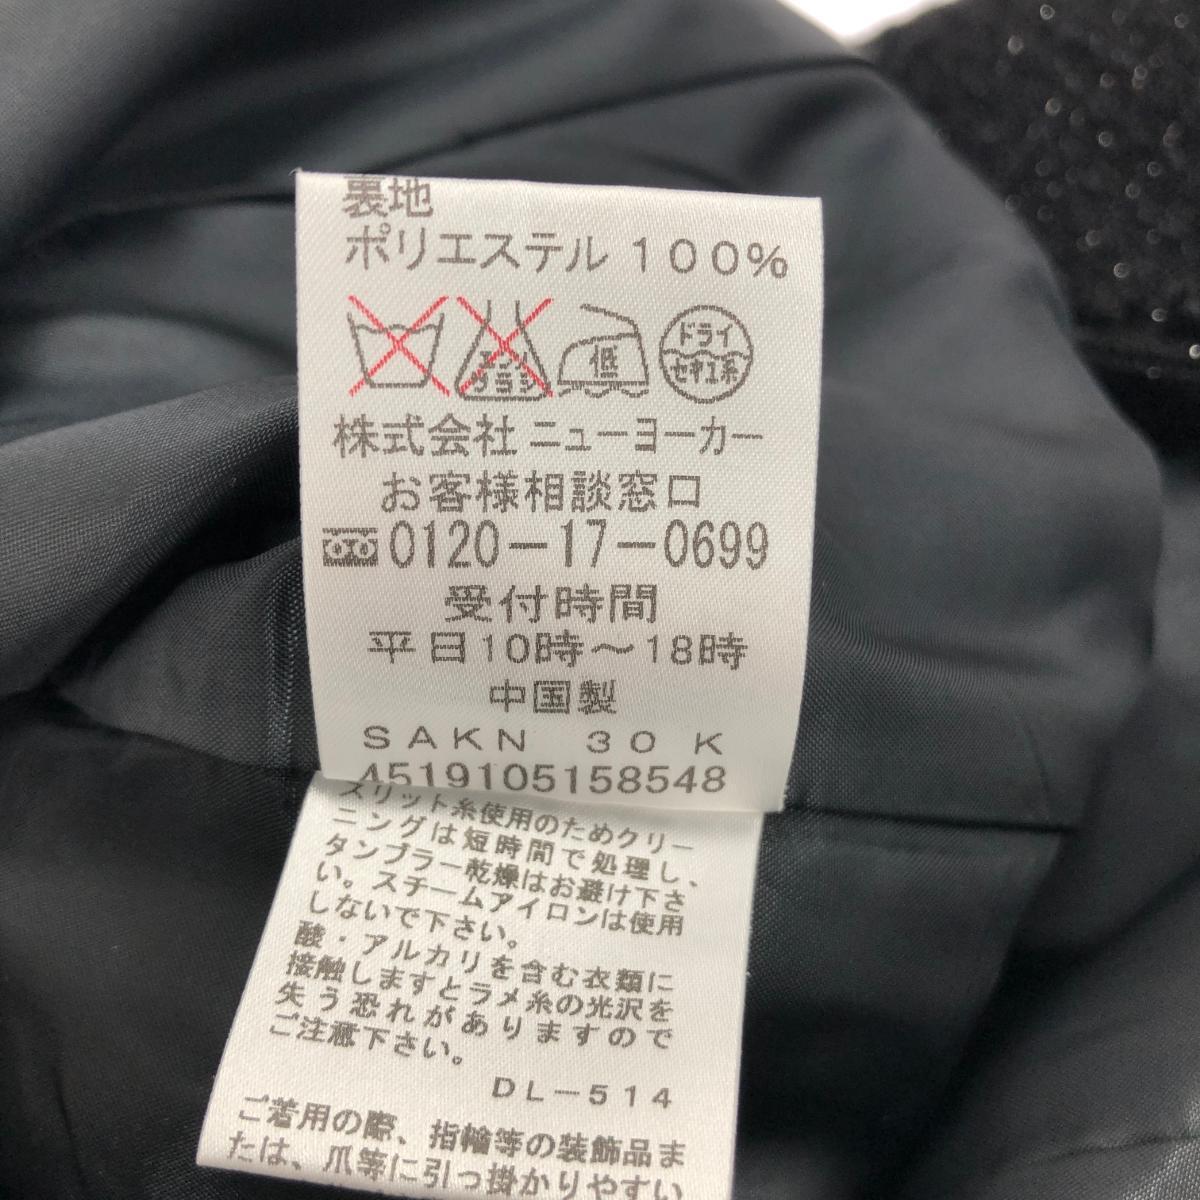 裏地
ポリエステル 100%
エンソ
サラシ
低
ドライ
セキユ系
株式会社 ニューヨーカー
お客様相談窓口
0120-17-0699
受付時間
平日10時～18時
中国製
SAKN 30 K
4519105158548
スリット糸使用のためクリー
ニングは短時間で処理し、
タンブラー乾燥はお避け下さ
い。スチームアイロンは使用
しないで下さい。
酸・アルカリを含む衣類に
接触しますとラメ糸の光沢を
失う恐れがありますので
ご注意下さい。
DL-514
ご着用の際、指輪等の装飾品ま
たは、爪等に引っ掛かりやすい